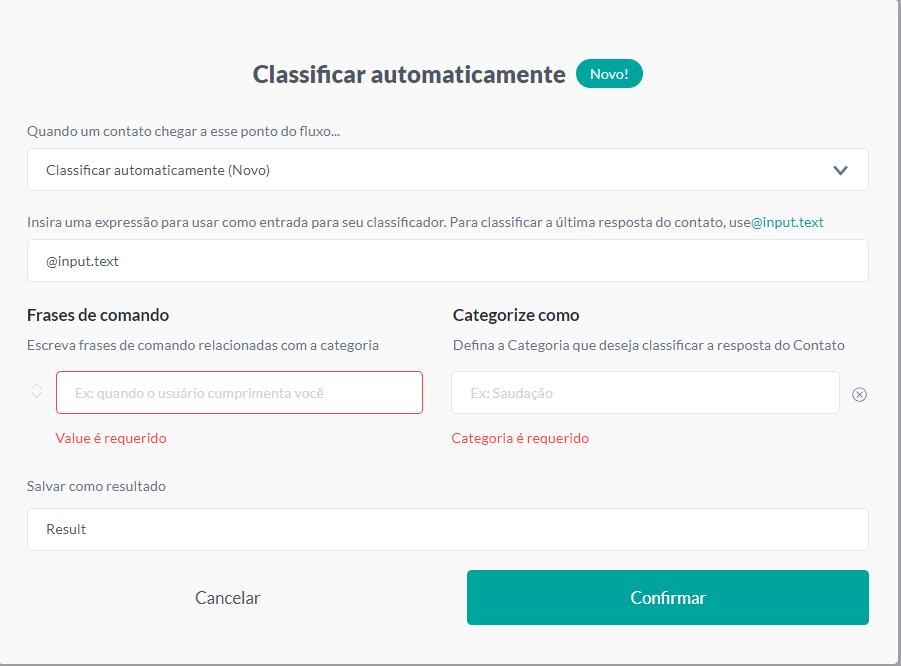 Classificar automaticamente Novo!
Quando um contato chegar a esse ponto do fluxo...
Classificar automaticamente (Novo)
Insira uma expressão para usar como entrada para seu classificador. Para classificar a última resposta do contato, use@input.text
@input.text
Frases de comando
Escreva frases de comando relacionadas com a categoria
Ex: quando o usuário cumprimenta você
Value é requerido
Categorize como
Defina a Categoria que deseja classificar a resposta do Contato
Ex: Saudação
Categoria é requerido
Salvar como resultado
Result
Cancelar
Confirmar